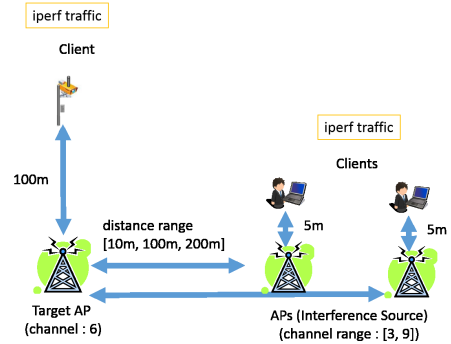 iperf traffic
Client
iperf traffic
Clients
100m
distance range
[10m, 100m, 200m]
5m
5m
Target AP
(channel : 6)
APs (Interference Source)
(channel range : [3, 9])